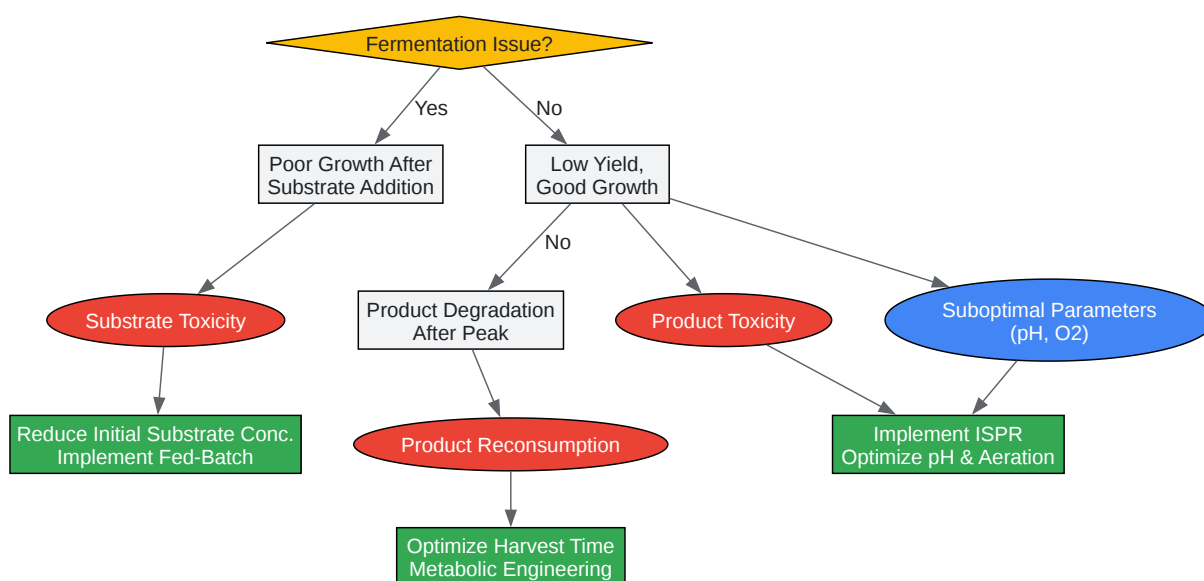 Fermentation Issue?
Yes
No
Poor Growth After
Substrate Addition
Low Yield,
Good Growth
No
Substrate Toxicity
Product Degradation
After Peak
Product Toxicity
Suboptimal Parameters
(pH, O2)
Reduce Initial Substrate Conc.
Implement Fed-Batch
Product Reconsumption
Implement ISPR
Optimize pH & Aeration
Optimize Harvest Time
Metabolic Engineering